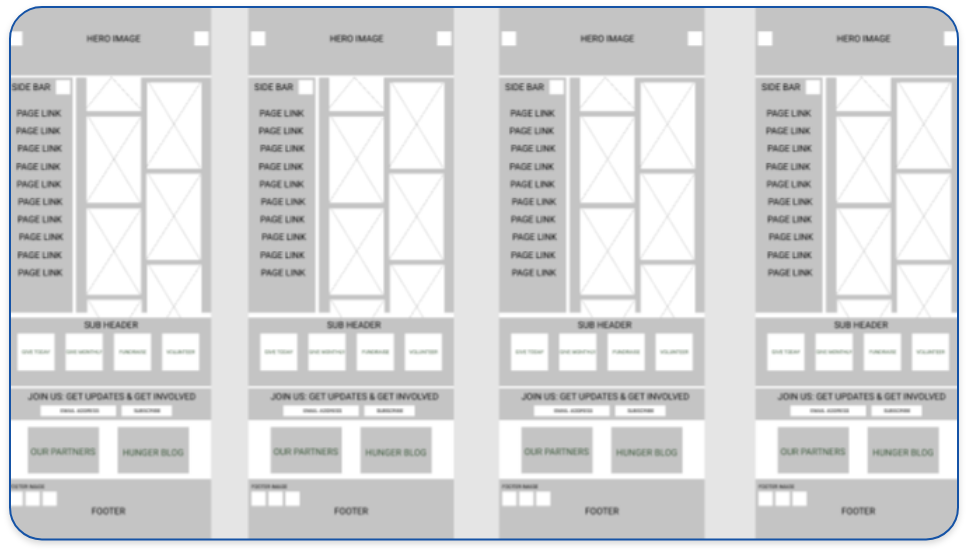 HERO IMAGE HERO IMAGE HERO IMAGE HERO IMAGE
SIDE BAR SIDE BAR SIDE BAR SIDE BAR
PAGE LINK PAGE LINK PAGE LINK PAGE LINK
PAGE LINK PAGE LINK PAGE LINK PAGE LINK
PAGE LINK PAGE LINK PAGE LINK PAGE LINK
PAGE LINK PAGE LINK PAGE LINK PAGE LINK
PAGE LINK PAGE LINK PAGE LINK PAGE LINK
PAGE LINK PAGE LINK PAGE LINK PAGE LINK
PAGE LINK PAGE LINK PAGE LINK PAGE LINK
PAGE LINK PAGE LINK PAGE LINK PAGE LINK
PAGE LINK PAGE LINK PAGE LINK PAGE LINK
PAGE LINK PAGE LINK PAGE LINK PAGE LINK
SUB HEADER SUB HEADER SUB HEADER SUB HEADER
GIVE TODAY GIVE MONTHLY FUNDRAISE VOLUNTEER GIVE TODAY GIVE MONTHLY FUNDRAISE VOLUNTEER GIVE TODAY GIVE MONTHLY FUNDRAISE VOLUNTEER GIVE TODAY GIVE MONTHLY FUNDRAISE VOLUNTEER
JOIN US: GET UPDATES & GET INVOLVED JOIN US: GET UPDATES & GET INVOLVED JOIN US: GET UPDATES & GET INVOLVED JOIN US: GET UPDATES & GET INVOLVED
EMAIL ADDRESS SUBSCRIBE EMAIL ADDRESS SUBSCRIBE EMAIL ADDRESS SUBSCRIBE EMAIL ADDRESS SUBSCRIBE
OUR PARTNERS HUNGER BLOG OUR PARTNERS HUNGER BLOG OUR PARTNERS HUNGER BLOG OUR PARTNERS HUNGER BLOG
FOOTER IMAGE FOOTER IMAGE FOOTER IMAGE FOOTER IMAGE
FOOTER FOOTER FOOTER FOOTER